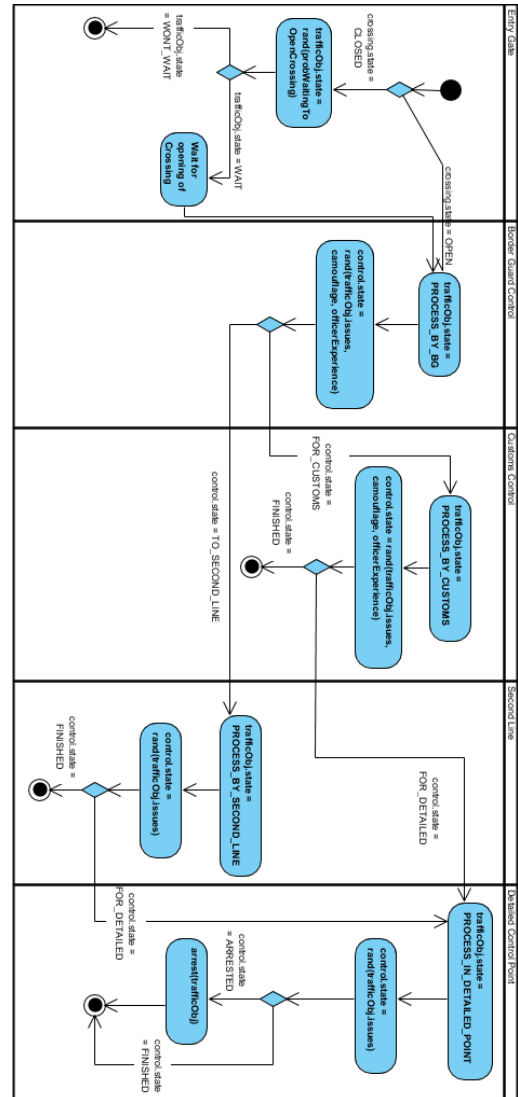 Entry Gate
crossing.state =
CLOSED
crossing.state = OPEN
trafficObj.state =
rand(probWaitingTo
OpenCrossing)
trafficObj.state
= WONT_WAIT
trafficObj.state = WAIT
Wait for
opening of
Crossing
Border Guard Control
trafficObj.state =
PROCESS_BY_BG
control.state =
rand(trafficObj.issues,
camouflage, officerExperience)
control.state =
FOR_CUSTOMS
control.state = TO_SECOND_LINE
Customs Control
trafficObj.state =
PROCESS_BY_CUSTOMS
control.state = rand(trafficObj.issues,
camouflage, officerExperience)
control.state =
FINISHED
control.state =
FOR_DETAILED
Second Line
trafficObj.state =
PROCESS_BY_SECOND_LINE
control.state =
rand(trafficObj.issues)
control.state =
FINISHED
control.state =
FOR_DETAILED
Detailed Control Point
trafficObj.state =
PROCESS_IN_DETAILED_POINT
control.state =
rand(trafficObj.issues)
control.state
= ARRESTED
arrest(trafficObj)
control.state
= FINISHED